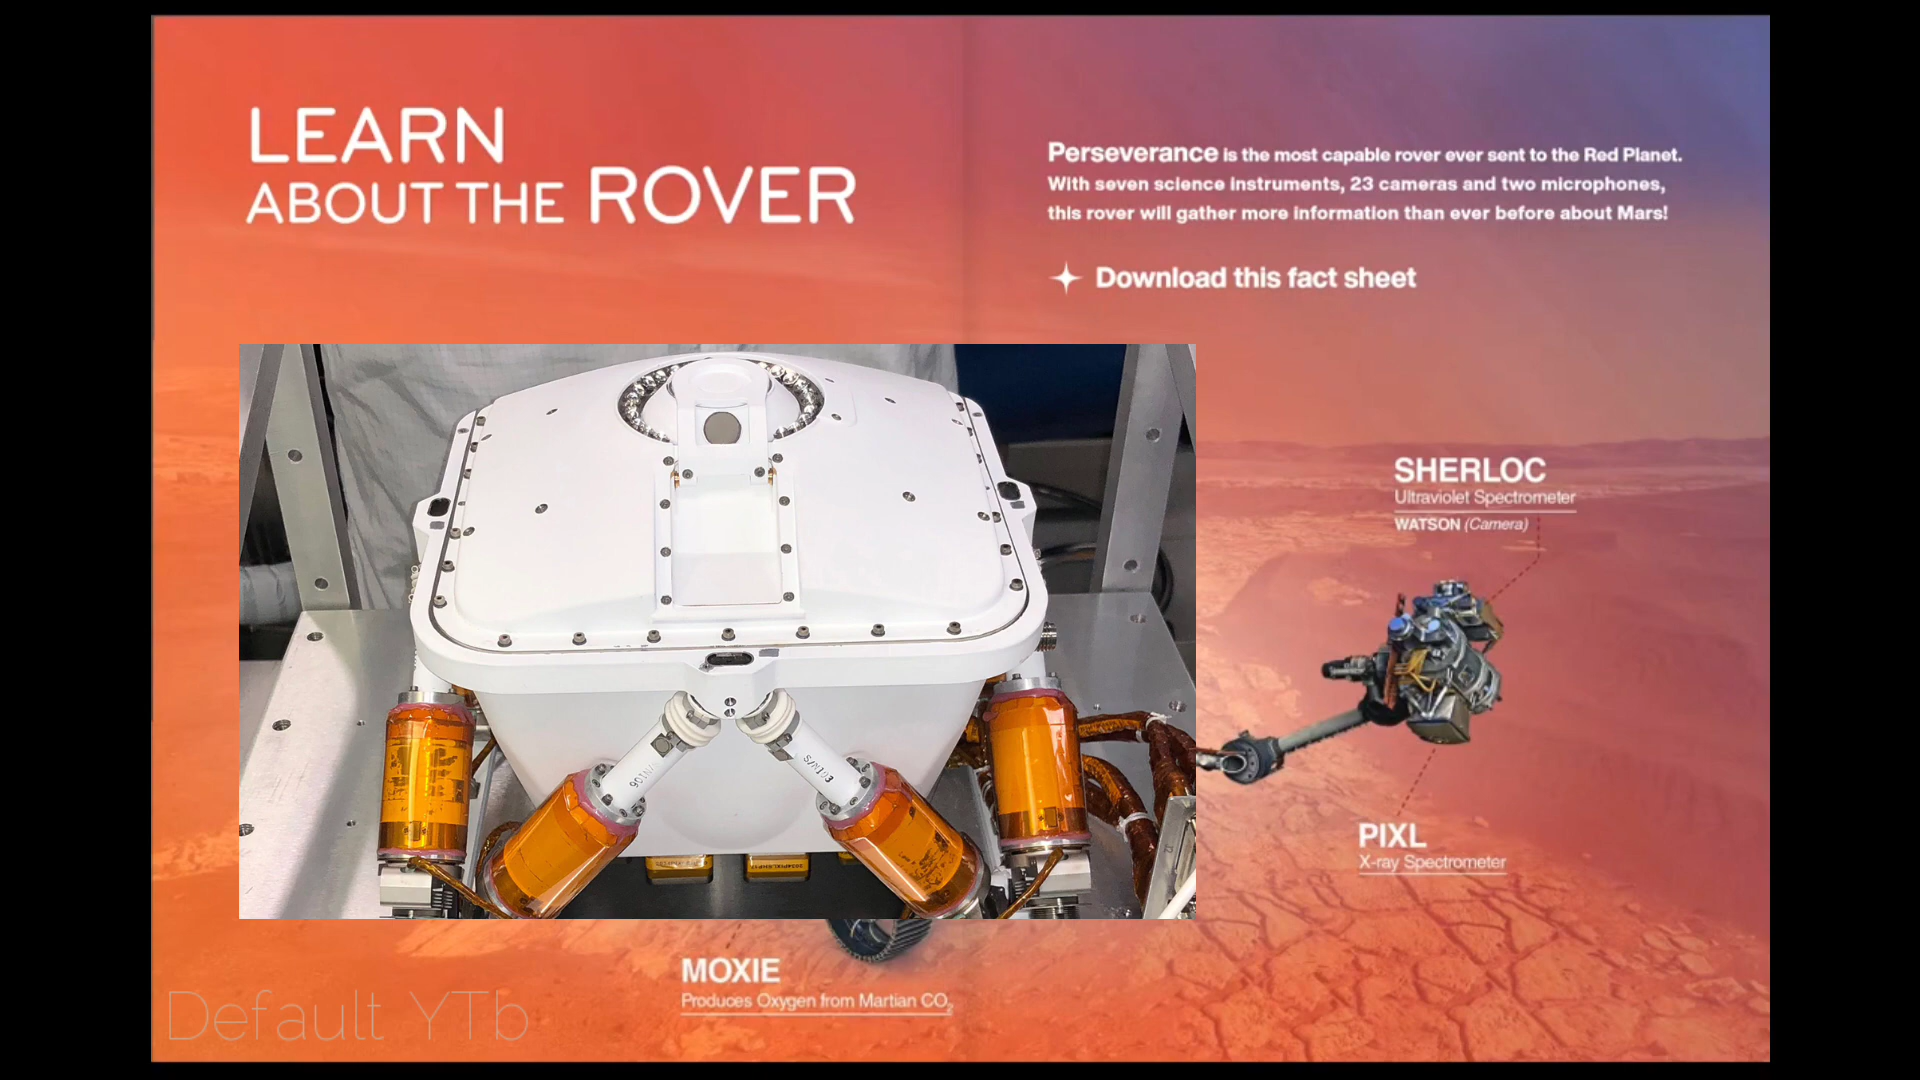 LEARN
ABOUT THE ROVER
Perseverance is the most capable rover ever sent to the Red Planet.
With seven science instruments, 23 cameras and two microphones,
this rover will gather more information than ever before about Mars!
Download this fact sheet
SHERLOC
Ultraviolet Spectrometer
WATSON (Camera)
PIXL
X-ray Spectrometer
MOXIE
Produces Oxygen from Martian CO₂
Default YTb